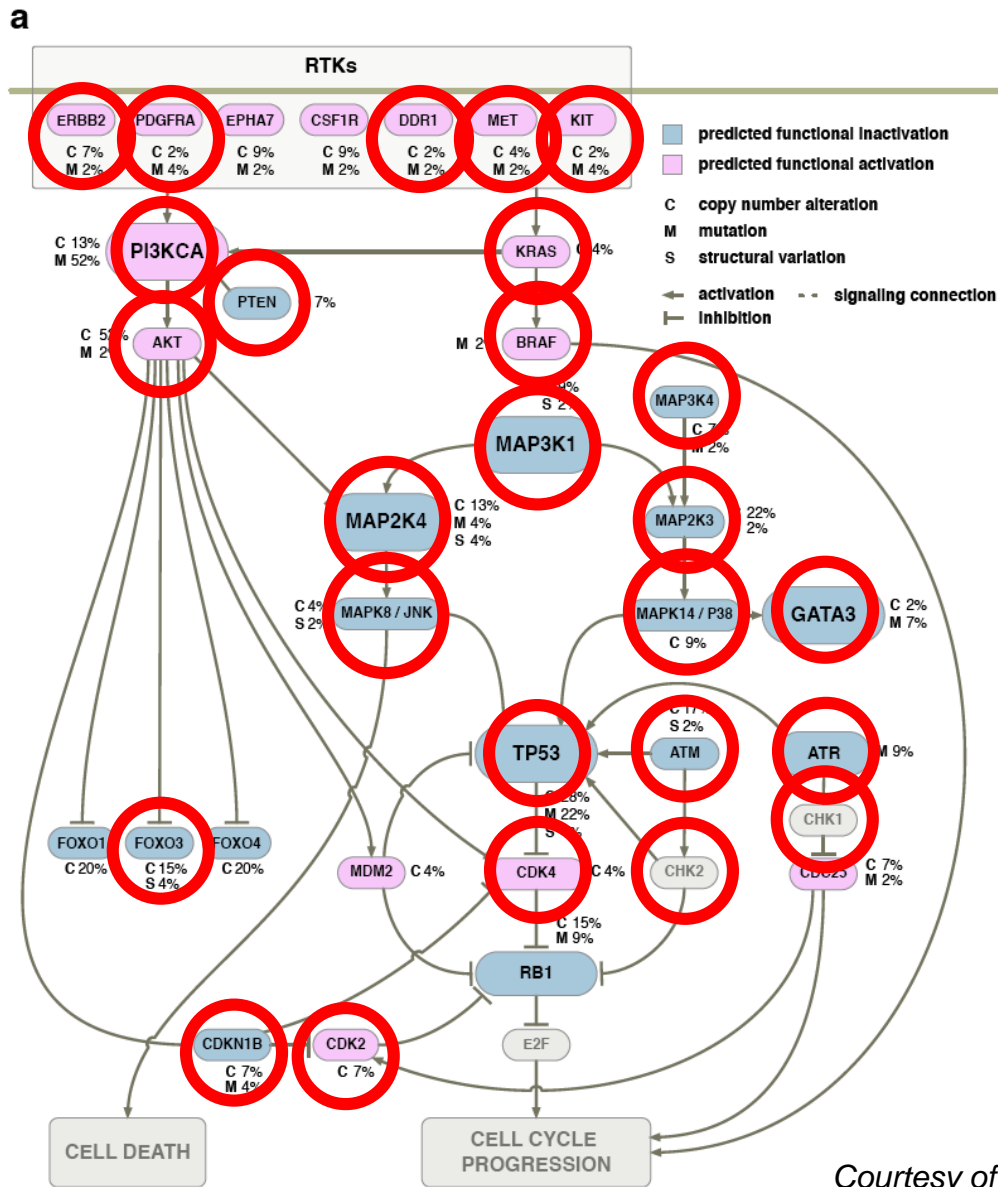 a
RTKs
ERBB2 PDGFRA EPHA7 CSF1R DDR1 MET KIT
C 7% C 2% C 9% C 9% C 2% C 4% C 2%
M 2% M 4% M 2% M 2% M 2% M 2% M 4%
predicted functional inactivation
predicted functional activation
C copy number alteration
M mutation
S structural variation
activation signaling connection
inhibition
C 13%
M 52%
PI3KCA
KRAS
C 4%
PTEN
7%
C
M
AKT
M
BRAF
S
MAP3K1
MAP3K4
C
M 2%
MAP2K4
C 13%
M 4%
S 4%
MAP2K3
22%
2%
C 4%
S 2%
MAPK8 / JNK
MAPK14 / P38
C 9%
GATA3
C 2%
M 7%
TP53
28%
M 22%
S
S 2%
ATM
ATR
M 9%
CHK1
CDC25
C 7%
M 2%
FOXO1 FOXO3 FOXO4
C 20% C 15% C 20%
S 4%
MDM2
C 4%
CDK4
C 4%
CHK2
C 15%
M 9%
RB1
CDKN1B
C 7%
M 4%
CDK2
C 7%
E2F
CELL DEATH
CELL CYCLE
PROGRESSION
Courtesy of